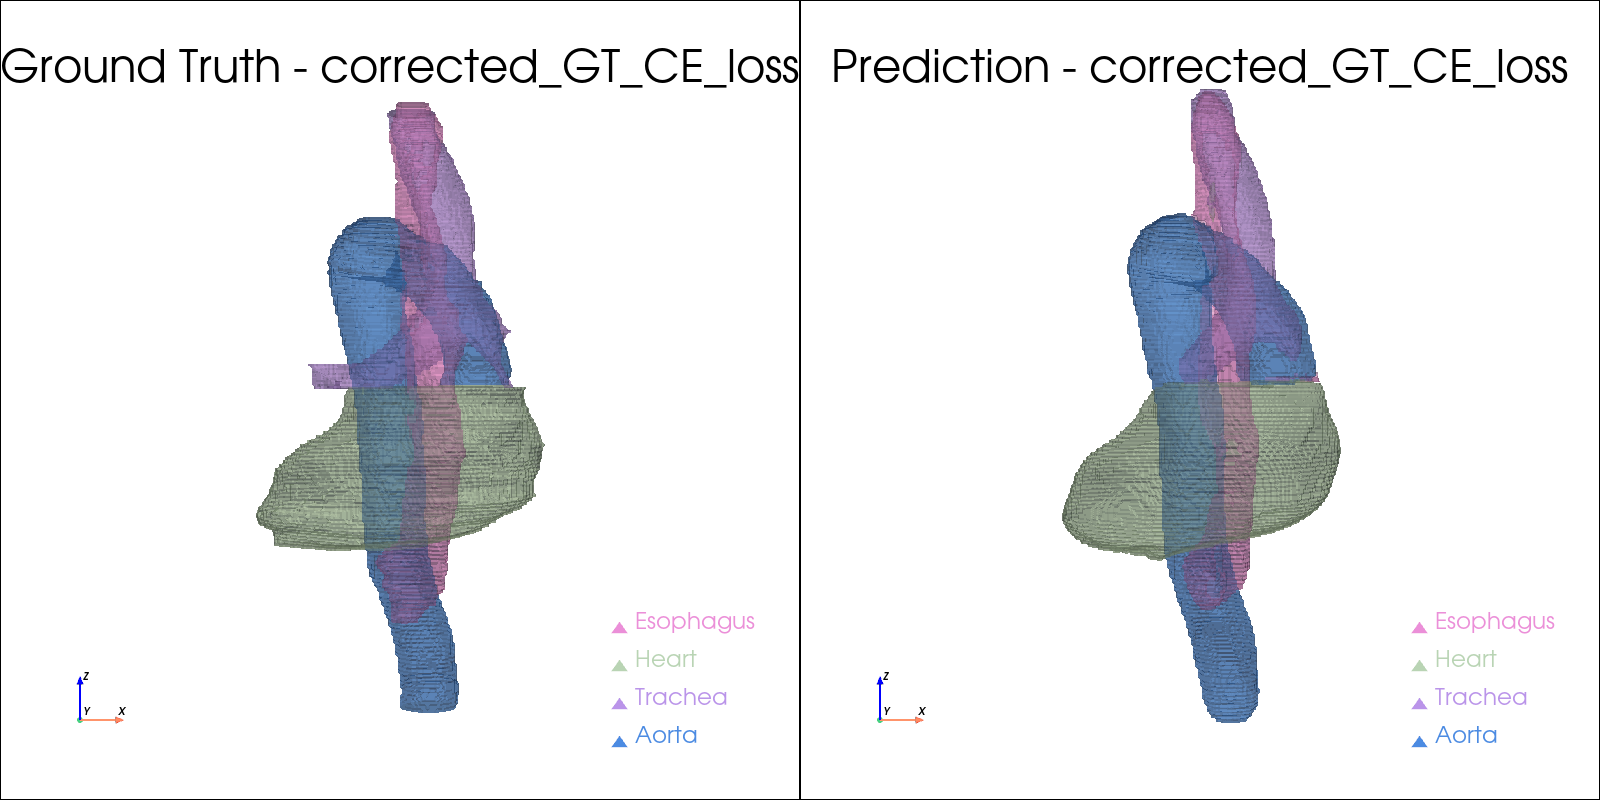 Ground Truth - corrected_GT_CE_loss
Esophagus
Heart
Trachea
Aorta
Z
Y
X
Prediction - corrected_GT_CE_loss
Esophagus
Heart
Trachea
Aorta
Z
Y
X